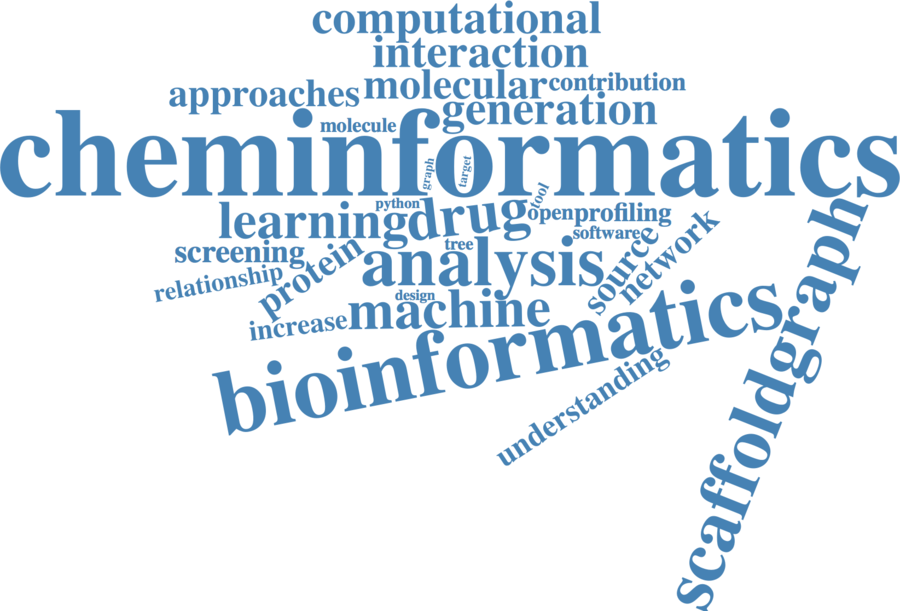 computational
interaction
molecular
contribution
approaches
generation
molecule
cheminformatics
graph
target
tool
python
learning
drug
open
profiling
software
tree
screening
analysis
source
network
protein
relationship
design
machine
increase
bioinformatics
understanding
scaffoldgraph